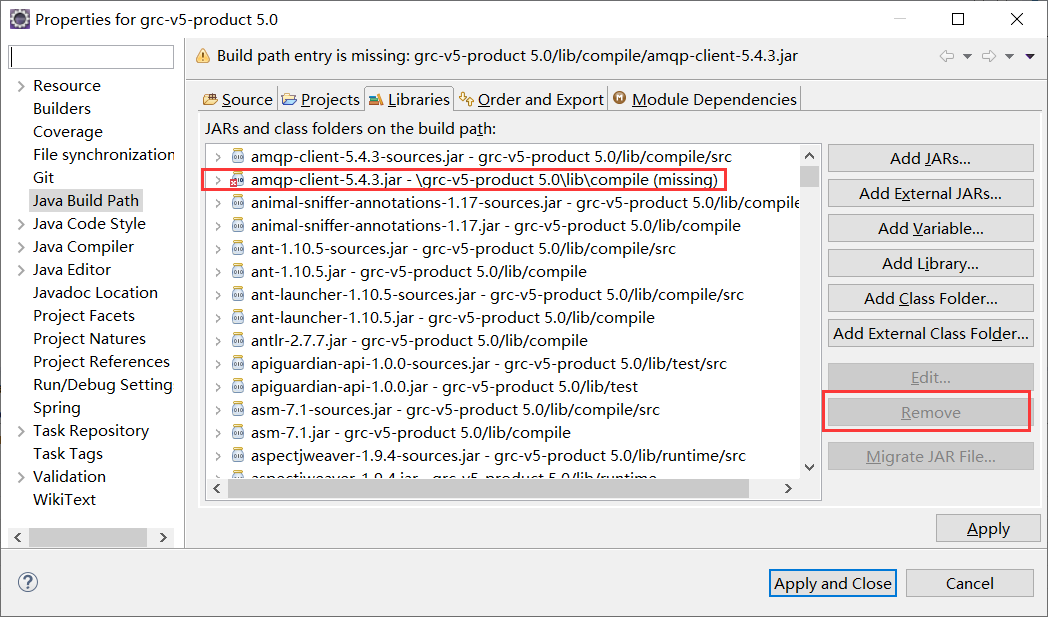 Properties for grc-v5-product 5.0
Build path entry is missing: grc-v5-product 5.0/lib/compile/amqp-client-5.4.3.jar
Resource
Builders
Coverage
File synchronization
Git
Java Build Path
Java Code Style
Java Compiler
Java Editor
Javadoc Location
Project Facets
Project Natures
Project References
Run/Debug Setting
Spring
Task Repository
Task Tags
Validation
WikiText
Source Projects Libraries Order and Export Module Dependencies
JARs and class folders on the build path:
amqp-client-5.4.3-sources.jar - grc-v5-product 5.0/lib/compile/src
amqp-client-5.4.3.jar - \grc-v5-product 5.0\lib\compile (missing)
animal-sniffer-annotations-1.17-sources.jar - grc-v5-product 5.0/lib/compile
animal-sniffer-annotations-1.17.jar - grc-v5-product 5.0/lib/compile
ant-1.10.5-sources.jar - grc-v5-product 5.0/lib/compile/src
ant-1.10.5.jar - grc-v5-product 5.0/lib/compile
ant-launcher-1.10.5-sources.jar - grc-v5-product 5.0/lib/compile/src
ant-launcher-1.10.5.jar - grc-v5-product 5.0/lib/compile
antlr-2.7.7.jar - grc-v5-product 5.0/lib/compile
apiguardian-api-1.0.0-sources.jar - grc-v5-product 5.0/lib/test/src
apiguardian-api-1.0.0.jar - grc-v5-product 5.0/lib/test
asm-7.1-sources.jar - grc-v5-product 5.0/lib/compile/src
asm-7.1.jar - grc-v5-product 5.0/lib/compile
aspectjweaver-1.9.4-sources.jar - grc-v5-product 5.0/lib/runtime/src
aspectjweaver-1.9.4.jar - grc-v5-product 5.0/lib/runtime
Add JARs...
Add External JARs...
Add Variable...
Add Library...
Add Class Folder...
Add External Class Folder...
Edit...
Remove
Migrate JAR File...
Apply
?
Apply and Close
Cancel